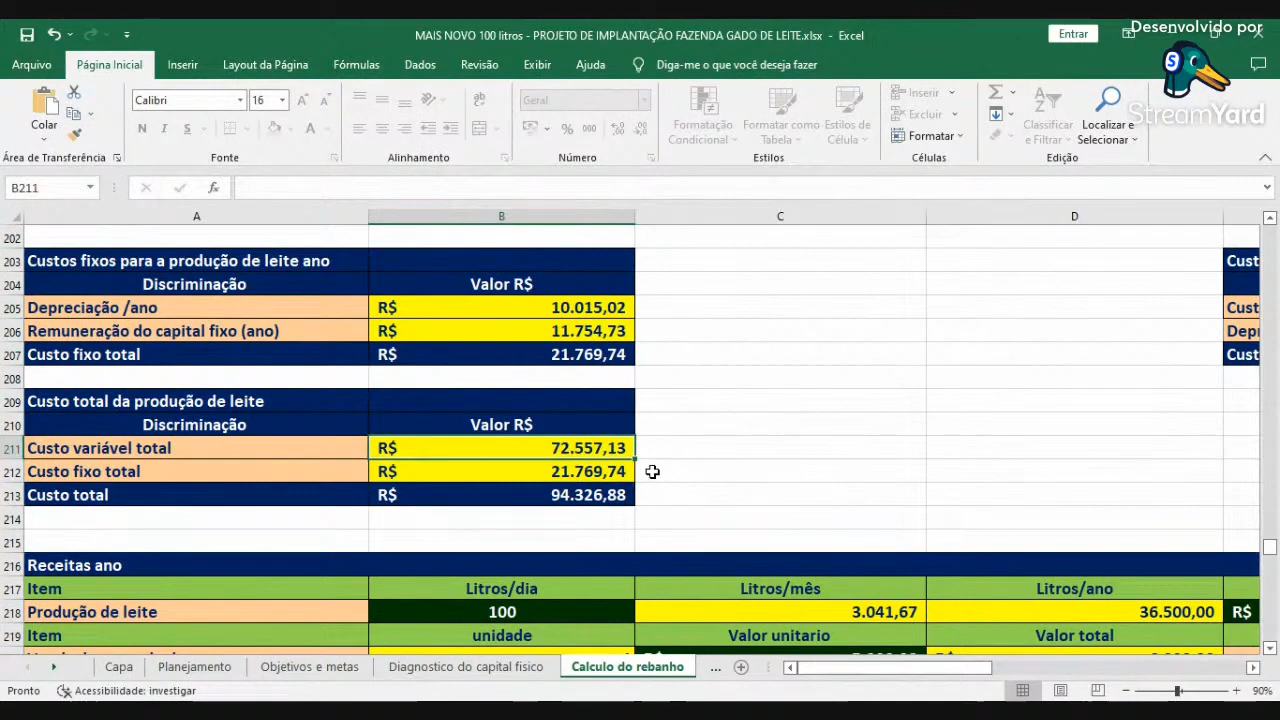 Desenvolvido por
StreamYard
MAIS NOVO 100 litros - PROJETO DE IMPLANTAÇÃO FAZENDA GADO DE LEITE.xlsx - Excel
Entrar
Arquivo Página Inicial Inserir Layout da Página Fórmulas Dados Revisão Exibir Ajuda Diga-me o que você deseja fazer
Colar
Calibri 16
N I S
Geral
Formatação Condicional
Formatar como Tabela
Estilos de Célula
Inserir
Excluir
Formatar
Classificar e Filtrar
Localizar e Selecionar
Área de Transferência Fonte Alinhamento Número Estilos Células Edição
B211 fx
A B C D
202
203 Custos fixos para a produção de leite ano Cust
204 Discriminação Valor R$
205 Depreciação /ano R$ 10.015,02 Cust
206 Remuneração do capital fixo (ano) R$ 11.754,73 Depr
207 Custo fixo total R$ 21.769,74 Cust
208
209 Custo total da produção de leite
210 Discriminação Valor R$
211 Custo variável total R$ 72.557,13
212 Custo fixo total R$ 21.769,74
213 Custo total R$ 94.326,88
214
215
216 Receitas ano
217 Item Litros/dia Litros/mês Litros/ano
218 Produção de leite 100 3.041,67 36.500,00 R$
219 Item unidade Valor unitario Valor total
Capa Planejamento Objetivos e metas Diagnostico do capital fisico Calculo do rebanho ...
Pronto Acessibilidade: investigar 90%